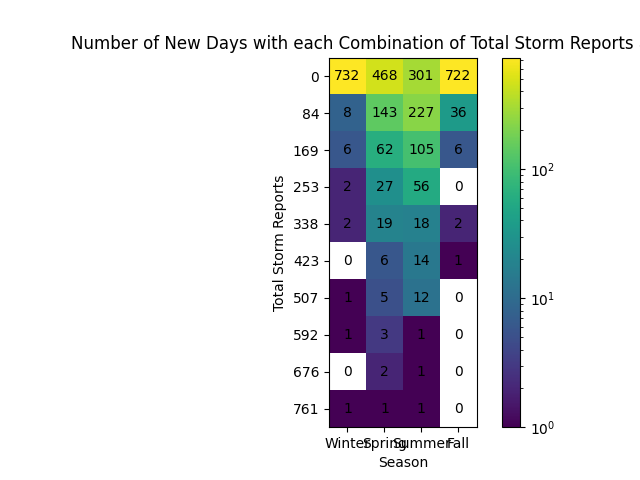 Number of New Days with each Combination of Total Storm Reports
0 732 468 301 722
84 8 143 227 36
169 6 62 105 6
253 2 27 56 0
338 2 19 18 2
423 0 6 14 1
507 1 5 12 0
592 1 3 1 0
676 0 2 1 0
761 1 1 1 0
Total Storm Reports
Winter Spring Summer Fall
Season
10^2
10^1
10^0